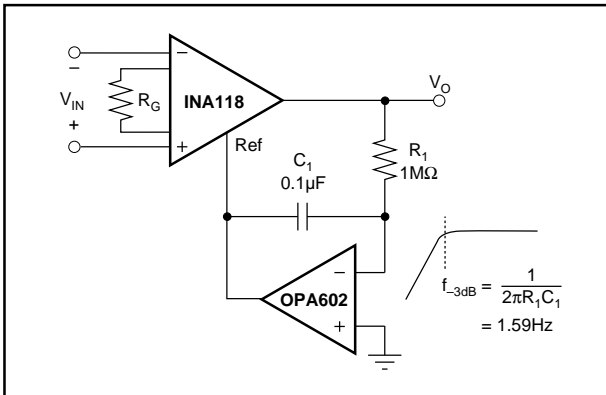 −
V_IN
+
R_G
−
INA118
+
Ref
V_O
C_1
0.1µF
R_1
1MΩ
−
OPA602
+
f_−3dB = 1 / 2πR_1C_1
= 1.59Hz